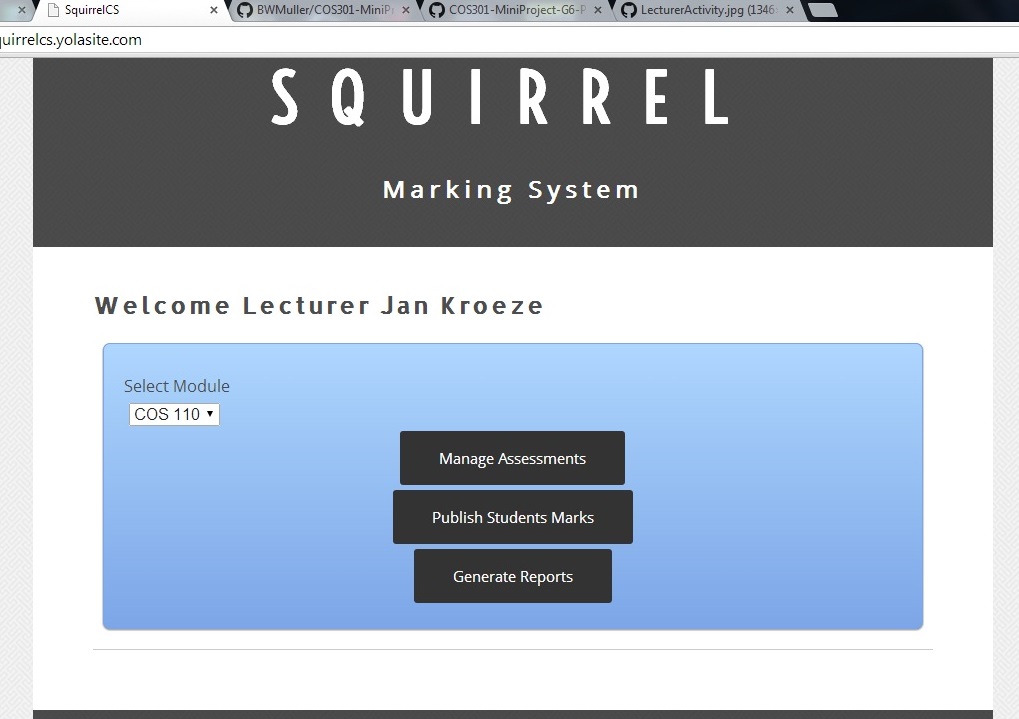 SquirrelCS
BWMuller/COS301-MiniPr
COS301-MiniProject-G6-P
LecturerActivity.jpg (1346
quirrelcs.yolasite.com
SQUIRREL
Marking System
Welcome Lecturer Jan Kroeze
Select Module
COS 110
Manage Assessments
Publish Students Marks
Generate Reports